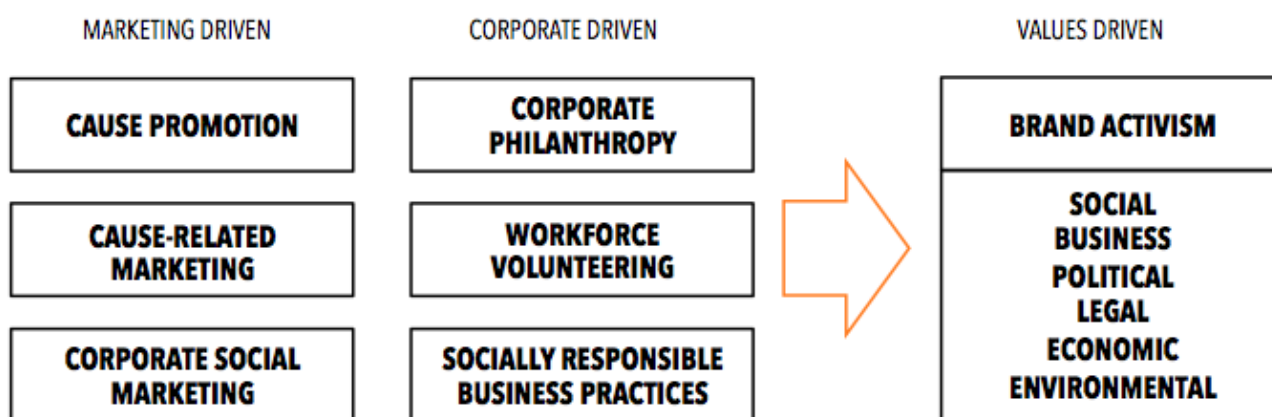 MARKETING DRIVEN
CORPORATE DRIVEN
VALUES DRIVEN
CAUSE PROMOTION
CORPORATE
PHILANTHROPY
BRAND ACTIVISM
CAUSE-RELATED
MARKETING
WORKFORCE
VOLUNTEERING
CORPORATE SOCIAL
MARKETING
SOCIALLY RESPONSIBLE
BUSINESS PRACTICES
SOCIAL
BUSINESS
POLITICAL
LEGAL
ECONOMIC
ENVIRONMENTAL